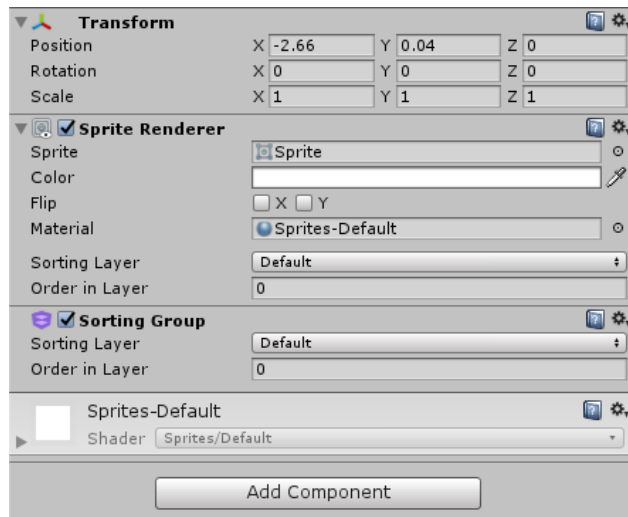 Transform
Position X -2.66 Y 0.04 Z 0
Rotation X 0 Y 0 Z 0
Scale X 1 Y 1 Z 1
Sprite Renderer
Sprite Sprite
Color
Flip X Y
Material Sprites-Default
Sorting Layer Default
Order in Layer 0
Sorting Group
Sorting Layer Default
Order in Layer 0
Sprites-Default
Shader Sprites/Default
Add Component